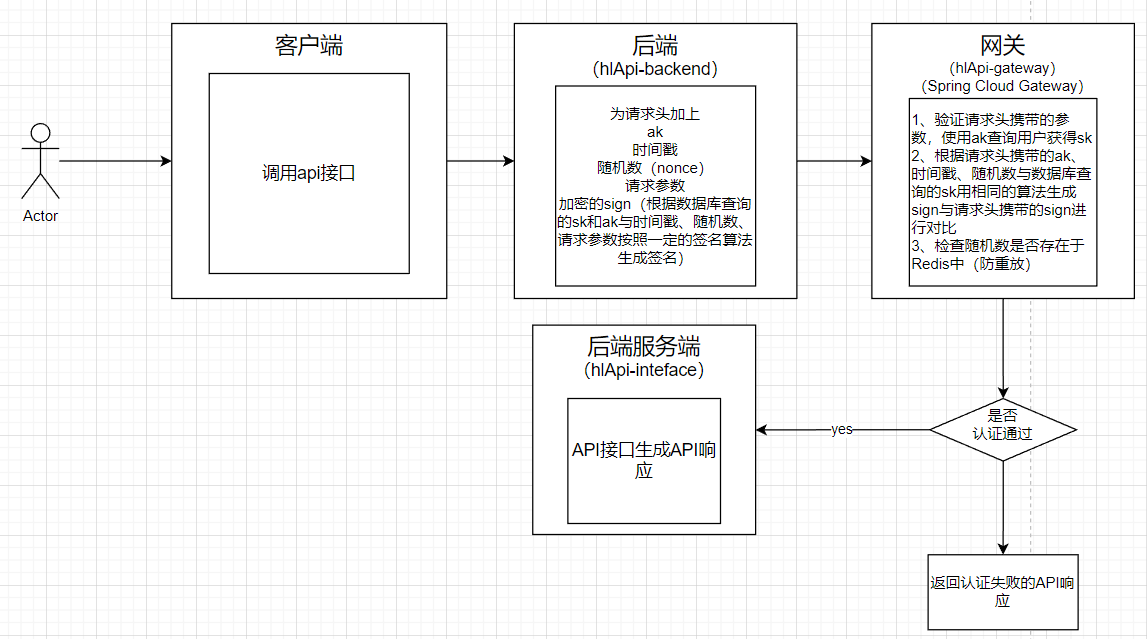 Actor
客户端
调用api接口
后端
（hlApi-backend）
为请求头加上
ak
时间戳
随机数（nonce）
请求参数
加密的sign（根据数据库查询
的sk和ak与时间戳、随机数、
请求参数按照一定的签名算法
生成签名）
网关
（hlApi-gateway）
（Spring Cloud Gateway）
1、验证请求头携带的参
数，使用ak查询用户获得sk
2、根据请求头携带的ak、
时间戳、随机数与数据库查
询的sk用相同的算法生成
sign与请求头携带的sign进
行对比
3、检查随机数是否存在于
Redis中（防重放）
后端服务端
（hlApi-inteface）
API接口生成API响
应
yes
是否
认证通过
返回认证失败的API响
应